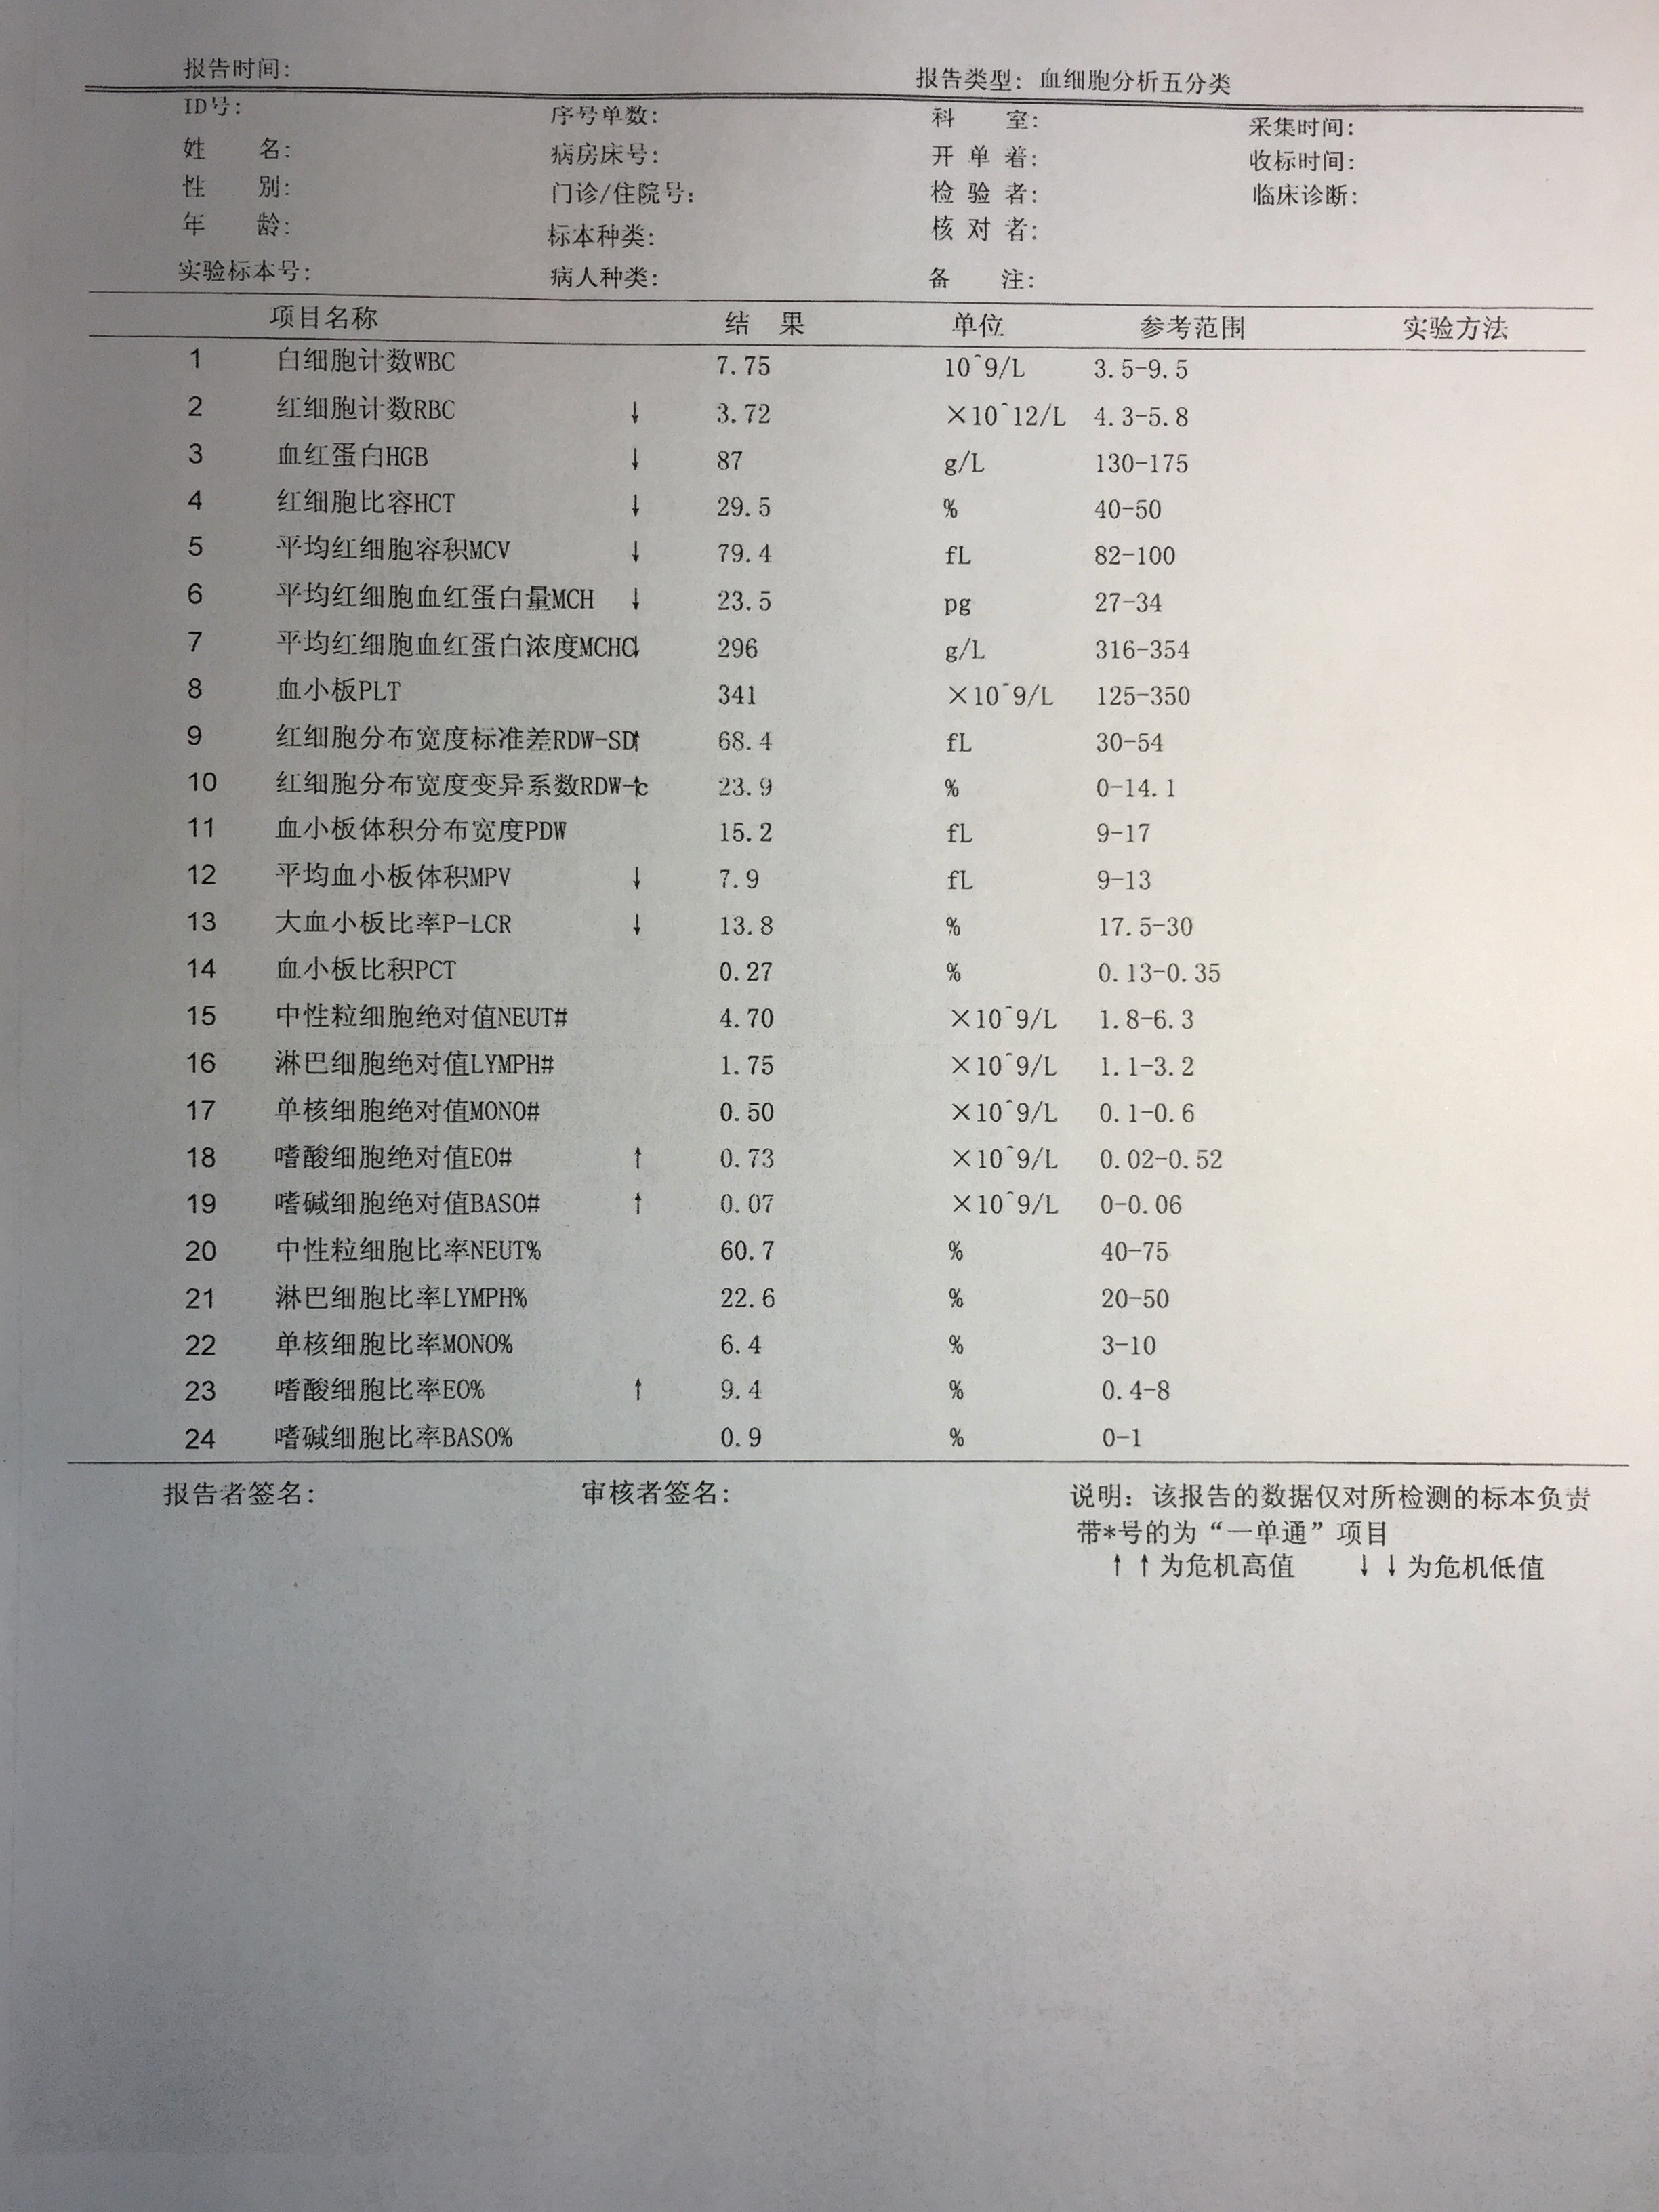 报告时间:
报告类型: 血细胞分析五分类
ID号: 序号单数: 科 室: 采集时间:
姓 名: 病房床号: 开 单 着: 收标时间:
性 别: 门诊/住院号: 检 验 者: 临床诊断:
年 龄: 标本种类: 核 对 者:
实验标本号: 病人种类: 备 注:
项目名称 结 果 单位 参考范围 实验方法
1 白细胞计数WBC 7.75 10^9/L 3.5-9.5
2 红细胞计数RBC ↓ 3.72 ×10^12/L 4.3-5.8
3 血红蛋白HGB ↓ 87 g/L 130-175
4 红细胞比容HCT ↓ 29.5 % 40-50
5 平均红细胞容积MCV ↓ 79.4 fL 82-100
6 平均红细胞血红蛋白量MCH ↓ 23.5 pg 27-34
7 平均红细胞血红蛋白浓度MCHC↓ 296 g/L 316-354
8 血小板PLT 341 ×10^9/L 125-350
9 红细胞分布宽度标准差RDW-SD↑ 68.4 fL 30-54
10 红细胞分布宽度变异系数RDW-↑c 23.9 % 0-14.1
11 血小板体积分布宽度PDW 15.2 fL 9-17
12 平均血小板体积MPV ↓ 7.9 fL 9-13
13 大血小板比率P-LCR ↓ 13.8 % 17.5-30
14 血小板比积PCT 0.27 % 0.13-0.35
15 中性粒细胞绝对值NEUT# 4.70 ×10^9/L 1.8-6.3
16 淋巴细胞绝对值LYMPH# 1.75 ×10^9/L 1.1-3.2
17 单核细胞绝对值MONO# 0.50 ×10^9/L 0.1-0.6
18 嗜酸细胞绝对值EO# ↑ 0.73 ×10^9/L 0.02-0.52
19 嗜碱细胞绝对值BASO# ↑ 0.07 ×10^9/L 0-0.06
20 中性粒细胞比率NEUT% 60.7 % 40-75
21 淋巴细胞比率LYMPH% 22.6 % 20-50
22 单核细胞比率MONO% 6.4 % 3-10
23 嗜酸细胞比率EO% ↑ 9.4 % 0.4-8
24 嗜碱细胞比率BASO% 0.9 % 0-1
报告者签名: 审核者签名: 说明: 该报告的数据仅对所检测的标本负责
带*号的为“一单通”项目
↑↑为危机高值 ↓↓为危机低值